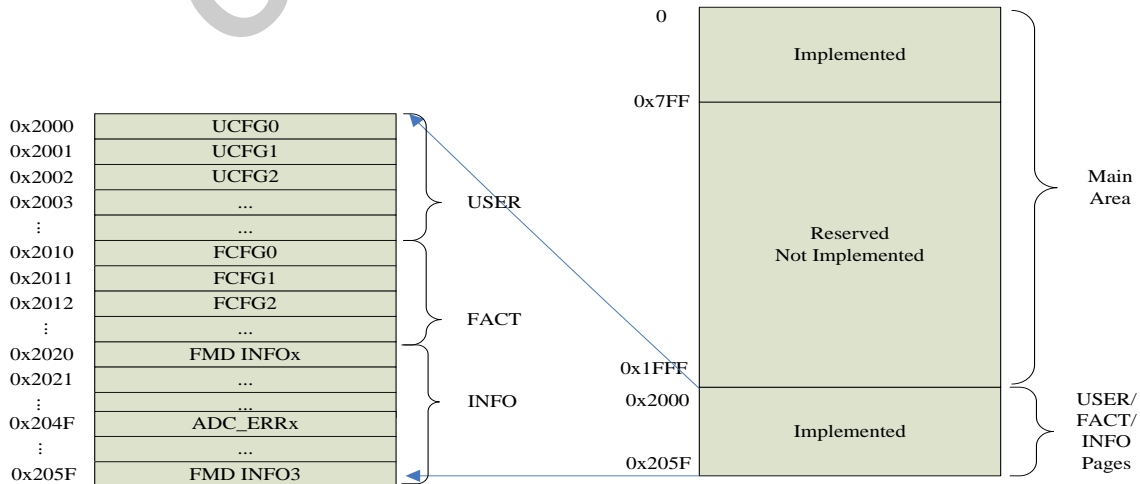 0x2000 UCFG0
0x2001 UCFG1
0x2002 UCFG2
0x2003 ...
⋮ ...
0x2010 FCFG0
0x2011 FCFG1
0x2012 FCFG2
⋮ ...
0x2020 FMD INFOx
0x2021 ...
⋮ ...
0x204F ADC_ERRx
⋮ ...
0x205F FMD INFO3
USER
FACT
INFO
0
Implemented
0x7FF
Reserved
Not Implemented
0x1FFF
0x2000
Implemented
0x205F
Main
Area
USER/
FACT/
INFO
Pages